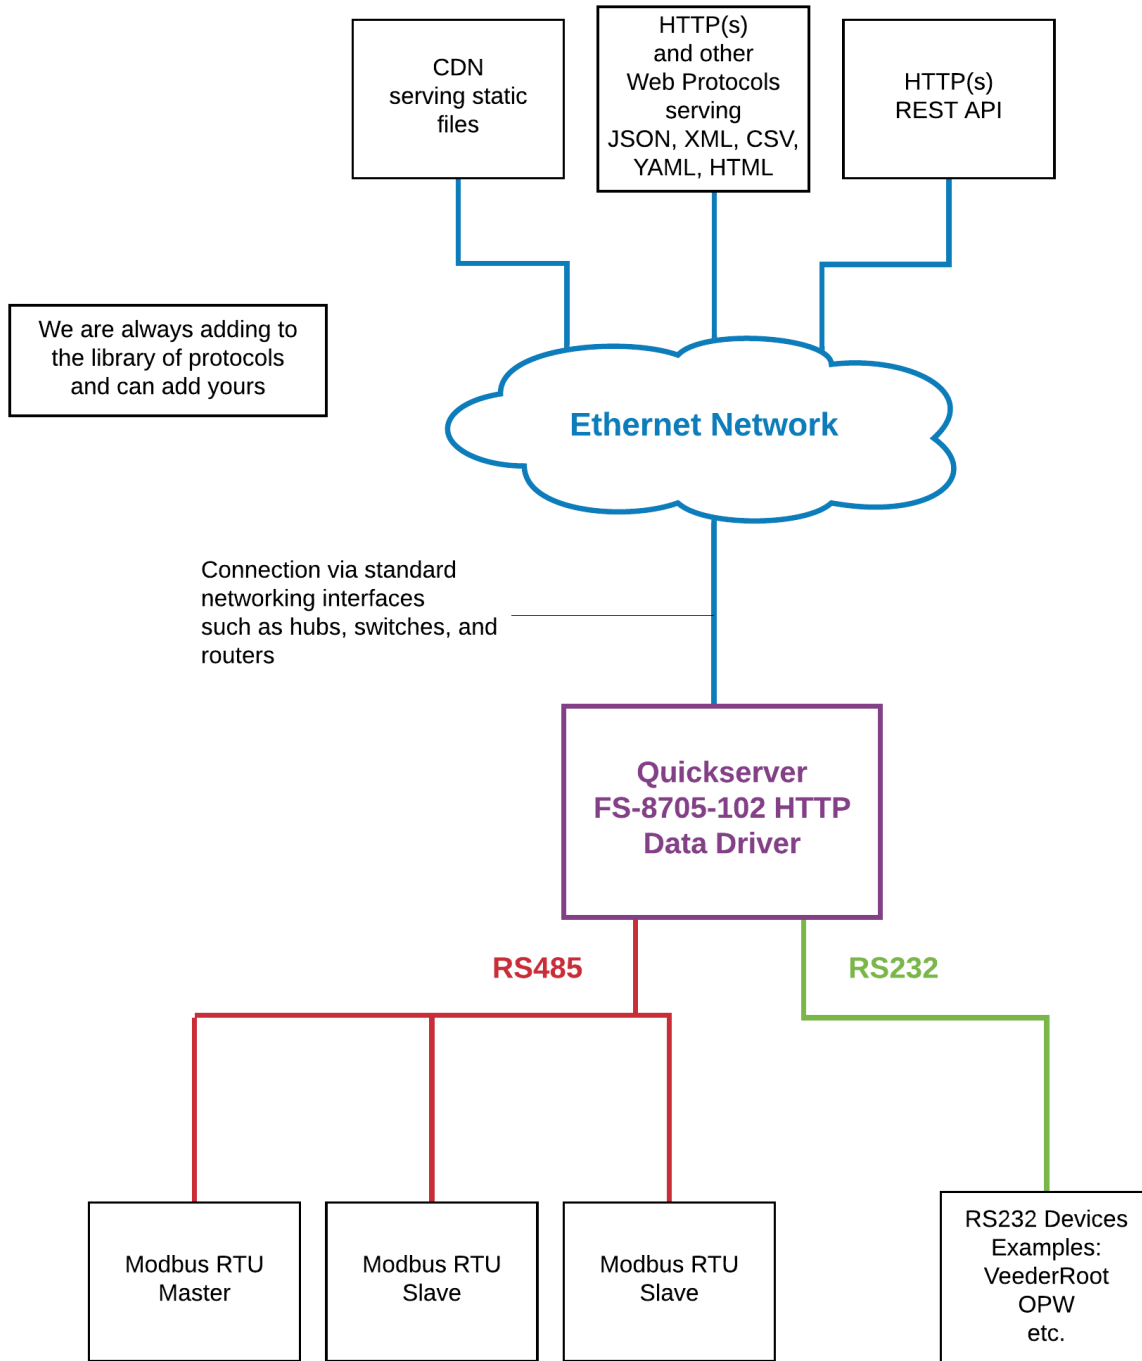 CDN
serving static
files
HTTP(s)
and other
Web Protocols
serving
JSON, XML, CSV,
YAML, HTML
HTTP(s)
REST API
We are always adding to
the library of protocols
and can add yours
Ethernet Network
Connection via standard
networking interfaces
such as hubs, switches, and
routers
Quickserver
FS-8705-102 HTTP
Data Driver
RS485
RS232
Modbus RTU
Master
Modbus RTU
Slave
Modbus RTU
Slave
RS232 Devices
Examples:
VeederRoot
OPW
etc.